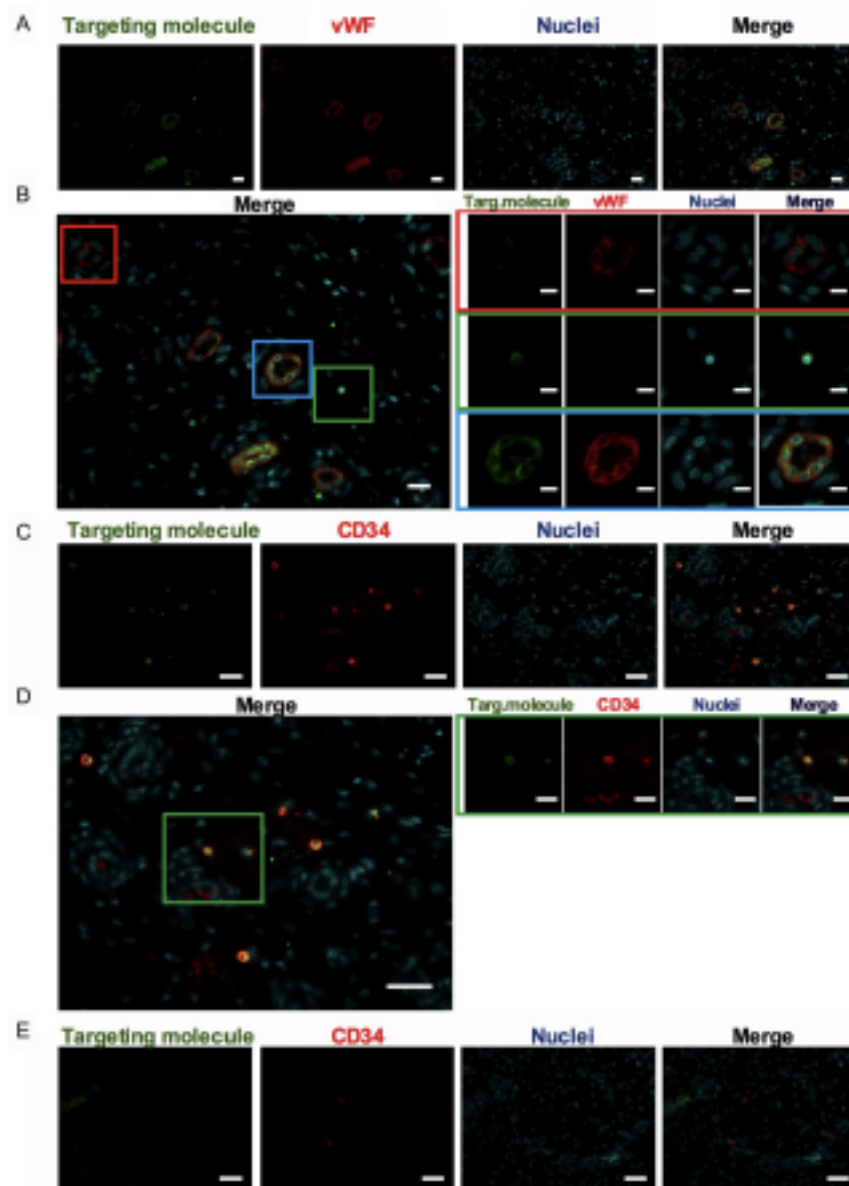 A
Targeting molecule vWF Nuclei Merge
B
Merge
Targ.molecule vWF Nuclei Merge
C
Targeting molecule CD34 Nuclei Merge
D
Merge
Targ.molecule CD34 Nuclei Merge
E
Targeting molecule CD34 Nuclei Merge